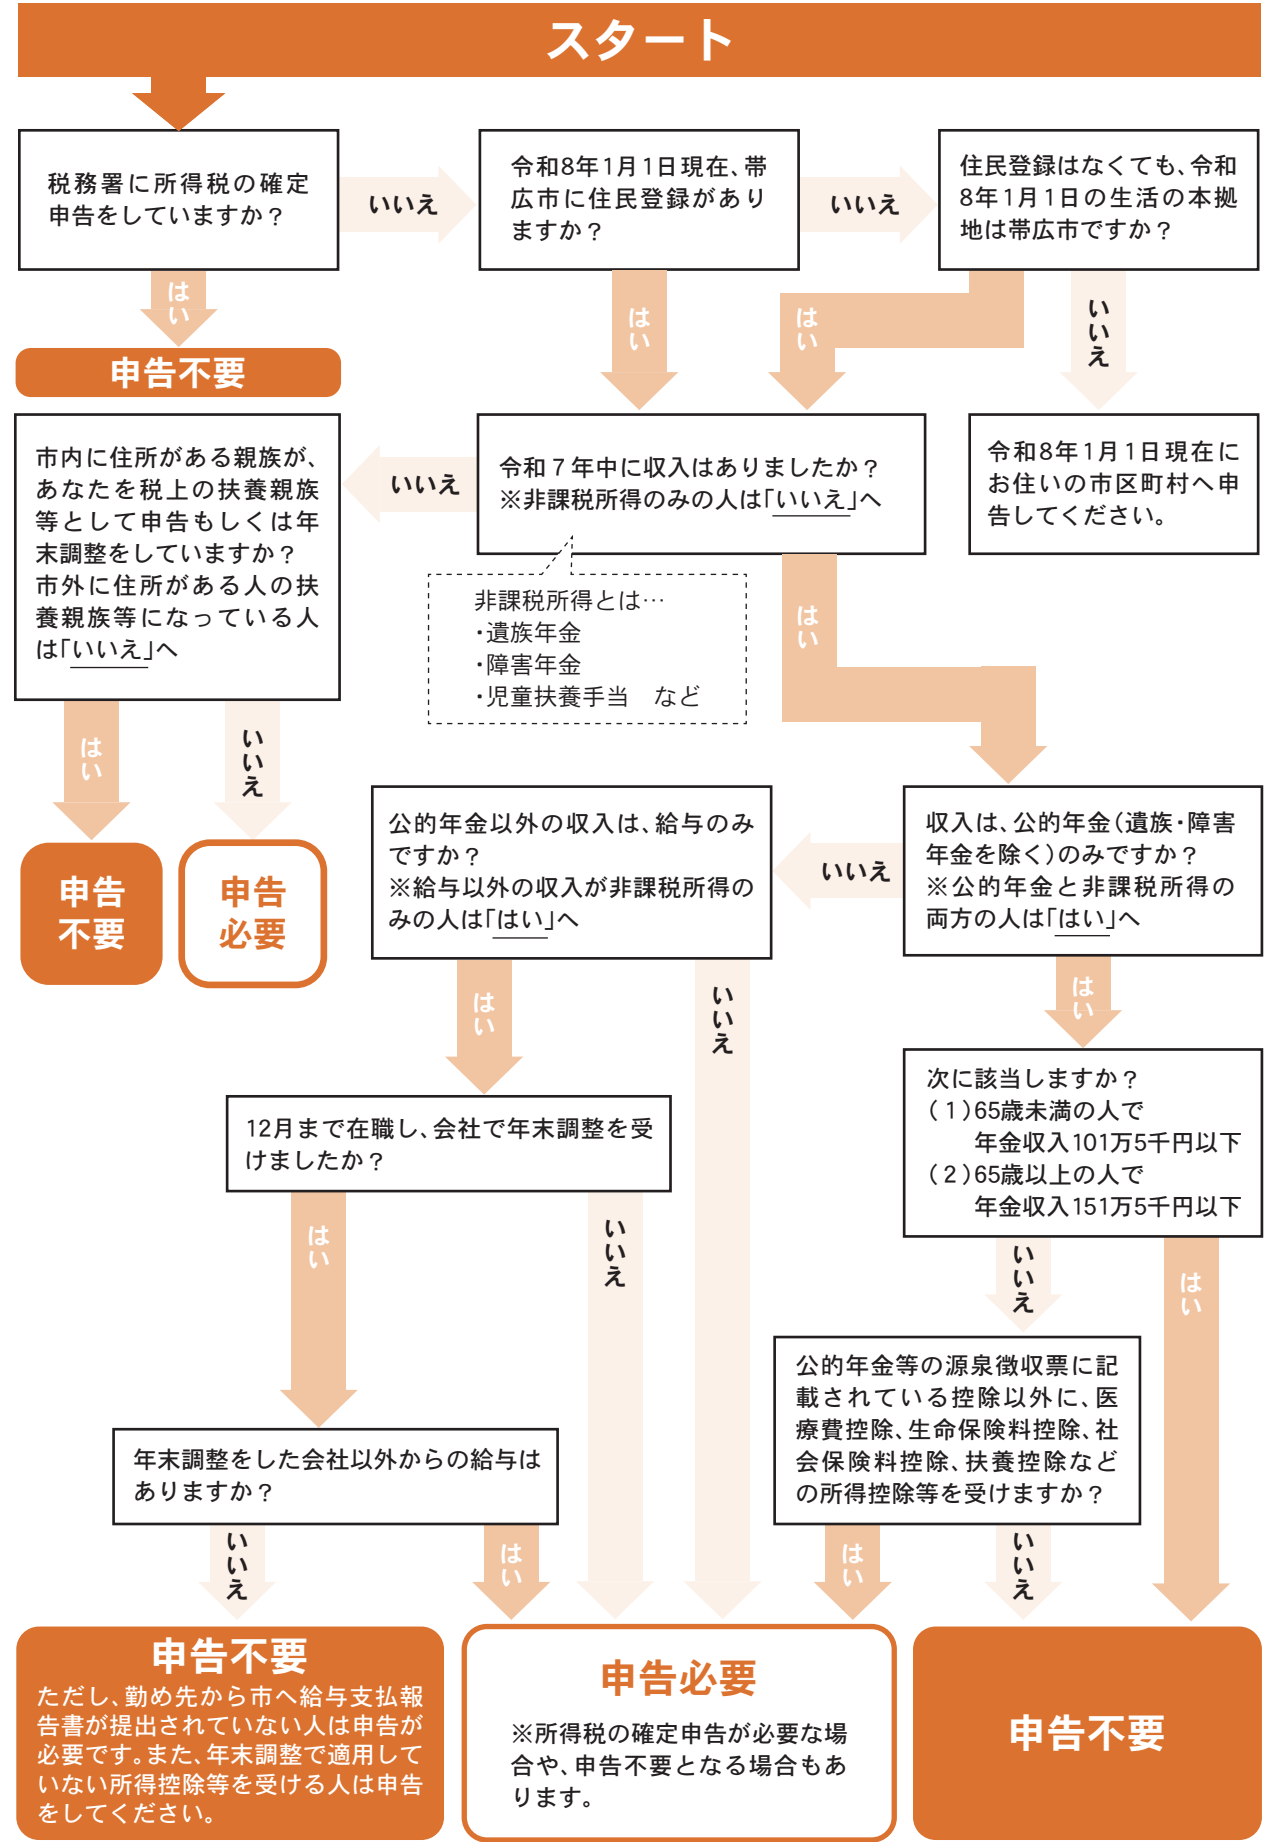 スタート
税務署に所得税の確定
申告をしていますか？
いいえ
令和8年1月1日現在、帯
広市に住民登録があり
ますか？
いいえ
住民登録はなくても、令和
8年1月1日の生活の本拠
地は帯広市ですか？
はい
はい
はい
いいえ
申告不要
市内に住所がある親族が、
あなたを税上の扶養親族
等として申告もしくは年
末調整をしていますか？
市外に住所がある人の扶
養親族等になっている人
は「いいえ」へ
いいえ
令和７年中に収入はありましたか？
※非課税所得のみの人は「いいえ」へ
令和8年1月1日現在に
お住いの市区町村へ申
告してください。
非課税所得とは…
・遺族年金
・障害年金
・児童扶養手当　など
はい
はい
いいえ
申告
不要
申告
必要
公的年金以外の収入は、給与のみ
ですか？
※給与以外の収入が非課税所得の
みの人は「はい」へ
いいえ
収入は、公的年金（遺族・障害
年金を除く）のみですか？
※公的年金と非課税所得の
両方の人は「はい」へ
はい
いいえ
はい
12月まで在職し、会社で年末調整を受
けましたか？
次に該当しますか？
（１）65歳未満の人で
年金収入101万5千円以下
（２）65歳以上の人で
年金収入151万5千円以下
はい
いいえ
いいえ
はい
年末調整をした会社以外からの給与は
ありますか？
公的年金等の源泉徴収票に記
載されている控除以外に、医
療費控除、生命保険料控除、社
会保険料控除、扶養控除など
の所得控除等を受けますか？
いいえ
はい
はい
いいえ
申告不要
ただし、勤め先から市へ給与支払報
告書が提出されていない人は申告が
必要です。また、年末調整で適用して
いない所得控除等を受ける人は申告
をしてください。
申告必要
※所得税の確定申告が必要な場
合や、申告不要となる場合もあ
ります。
申告不要